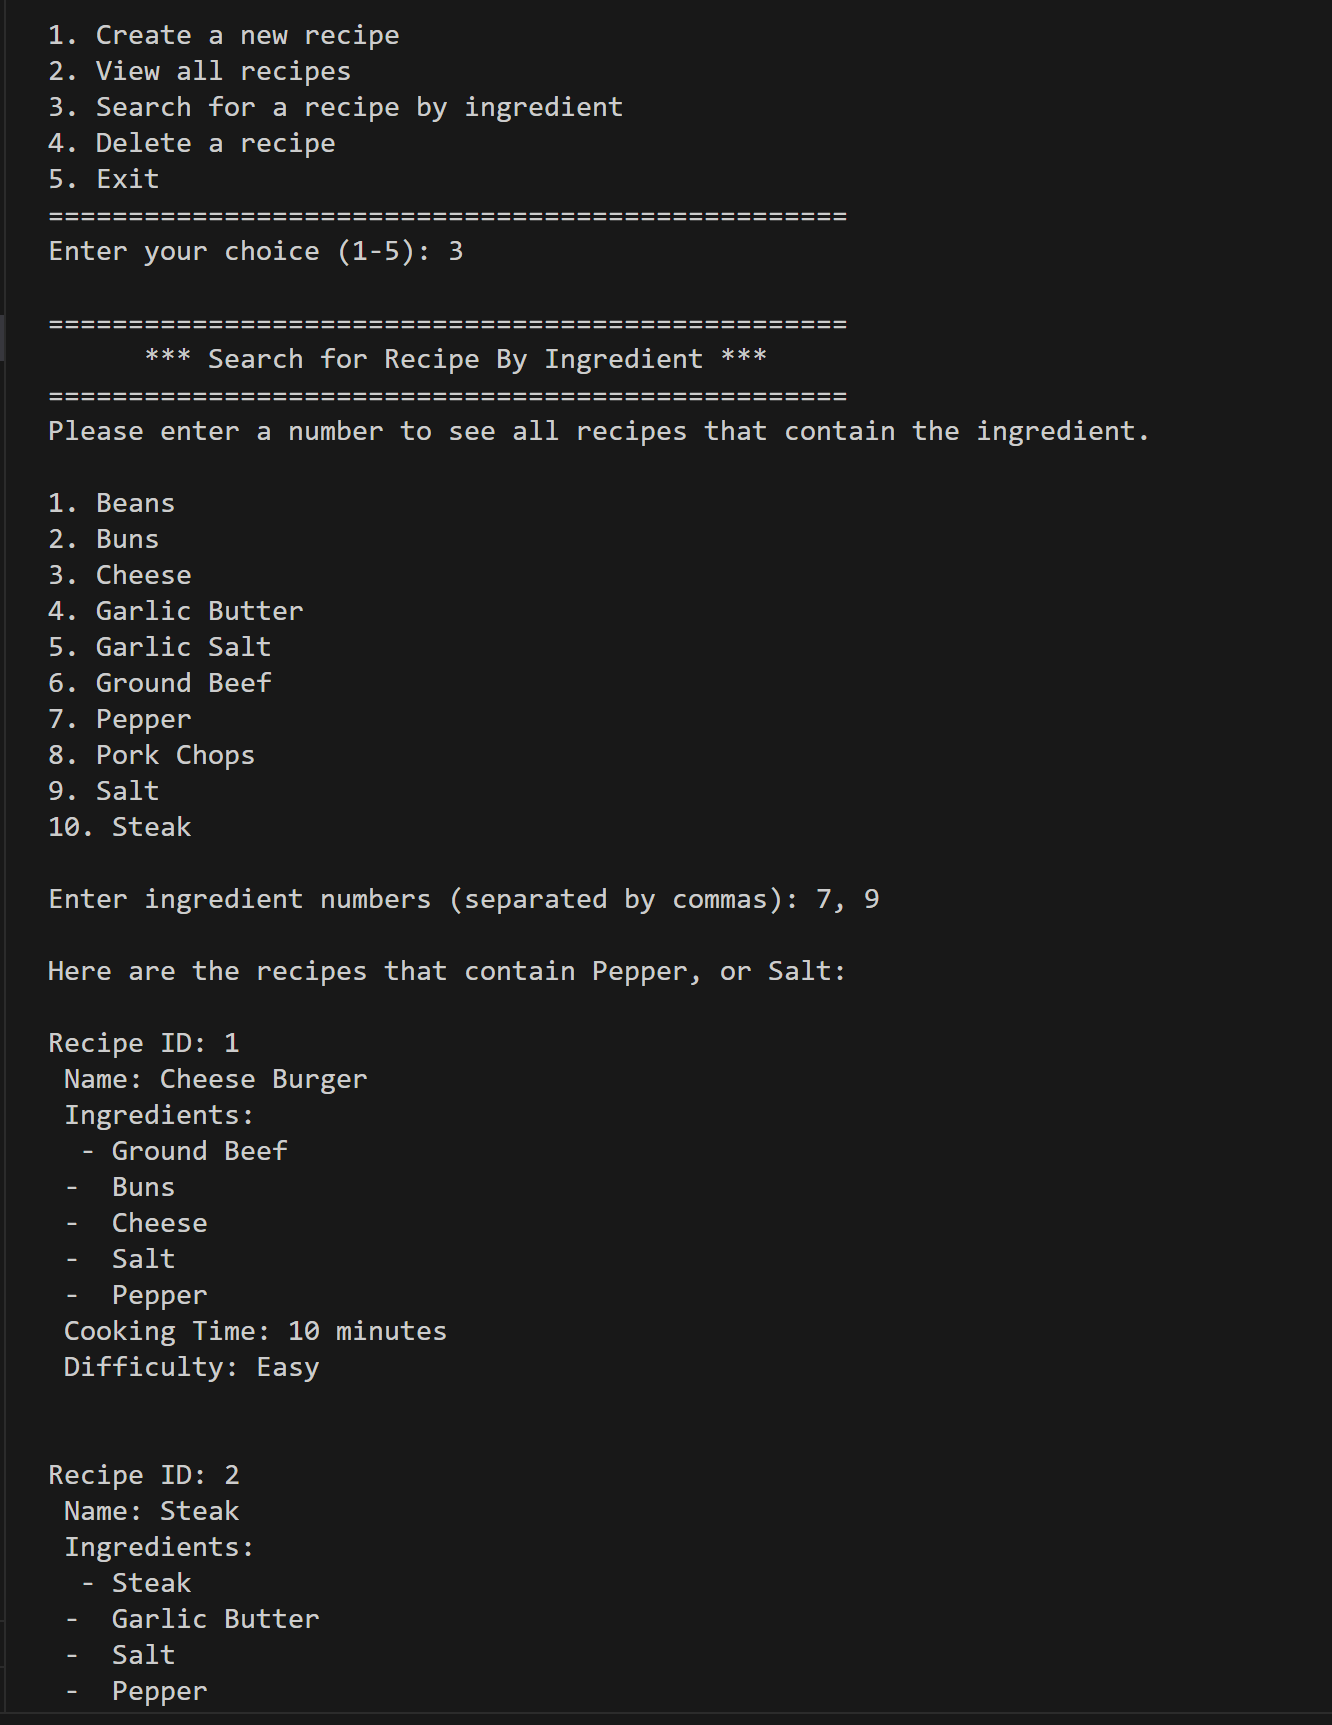 1. Create a new recipe
2. View all recipes
3. Search for a recipe by ingredient
4. Delete a recipe
5. Exit
==================================================
Enter your choice (1-5): 3
==================================================
      *** Search for Recipe By Ingredient ***
==================================================
Please enter a number to see all recipes that contain the ingredient.
1. Beans
2. Buns
3. Cheese
4. Garlic Butter
5. Garlic Salt
6. Ground Beef
7. Pepper
8. Pork Chops
9. Salt
10. Steak
Enter ingredient numbers (separated by commas): 7, 9
Here are the recipes that contain Pepper, or Salt:
Recipe ID: 1
 Name: Cheese Burger
 Ingredients:
  - Ground Beef
 -  Buns
 -  Cheese
 -  Salt
 -  Pepper
 Cooking Time: 10 minutes
 Difficulty: Easy
Recipe ID: 2
 Name: Steak
 Ingredients:
  - Steak
 -  Garlic Butter
 -  Salt
 -  Pepper